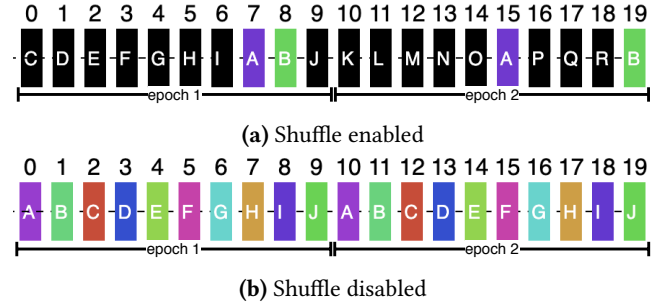 0 1 2 3 4 5 6 7 8 9 10 11 12 13 14 15 16 17 18 19
C D E F G H I A B J K L M N O A P Q R B
epoch 1 epoch 2
(a) Shuffle enabled
0 1 2 3 4 5 6 7 8 9 10 11 12 13 14 15 16 17 18 19
A B C D E F G H I J A B C D E F G H I J
epoch 1 epoch 2
(b) Shuffle disabled